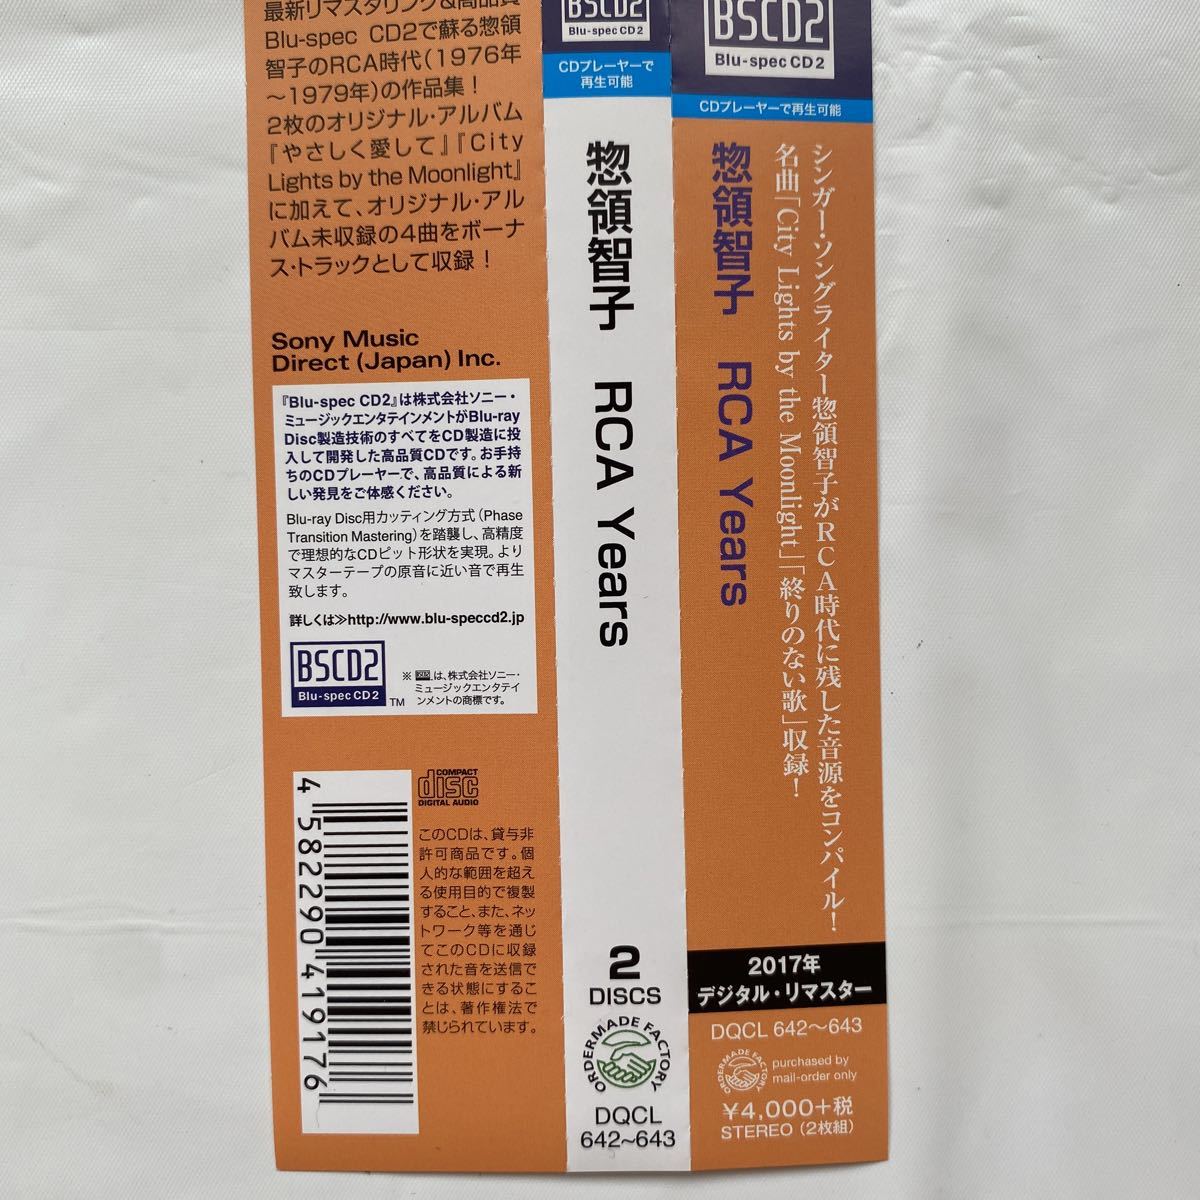 最新リマスタリング&高品質
Blu-spec CD2で蘇る惣領
智子のRCA時代(1976年
～1979年)の作品集！
2枚のオリジナル・アルバム
『やさしく愛して』『City
Lights by the Moonlight』
に加えて、オリジナル・アル
バム未収録の4曲をボーナ
ス・トラックとして収録！
Sony Music
Direct (Japan) Inc.
『Blu-spec CD2』は株式会社ソニー・
ミュージックエンタテインメントがBlu-ray
Disc製造技術のすべてをCD製造に投
入して開発した高品質CDです。お手持
ちのCDプレーヤーで、高品質による新
しい発見をご体感ください。
Blu-ray Disc用カッティング方式(Phase
Transition Mastering)を踏襲し、高精度
で理想的なCDピット形状を実現。より
マスターテープの原音に近い音で再生
致します。
詳しくは≫http://www.blu-speccd2.jp
BSCD2
Blu-spec CD2
TM
※ は、株式会社ソニー・
ミュージックエンタテイ
ンメントの商標です。
4 582290 419176
COMPACT
disc
DIGITAL AUDIO
このCDは、貸与非
許可商品です。個
人的な範囲を超え
る使用目的で複製
すること、また、ネッ
トワーク等を通じ
てこのCDに収録
された音を送信で
きる状態にするこ
とは、著作権法で
禁じられています。
BSCD2
Blu-spec CD2
CDプレーヤーで
再生可能
惣領智子 RCA Years
2
DISCS
ORDERMADE FACTORY
DQCL
642~643
BSCD2
Blu-spec CD2
CDプレーヤーで再生可能
シンガー・ソングライター惣領智子がRCA時代に残した音源をコンパイル！
名曲「City Lights by the Moonlight」「終りのない歌」収録！
惣領智子 RCA Years
2017年
デジタル・リマスター
DQCL 642～643
ORDERMADE FACTORY
purchased by
mail-order only
¥4,000+税
STEREO (2枚組)